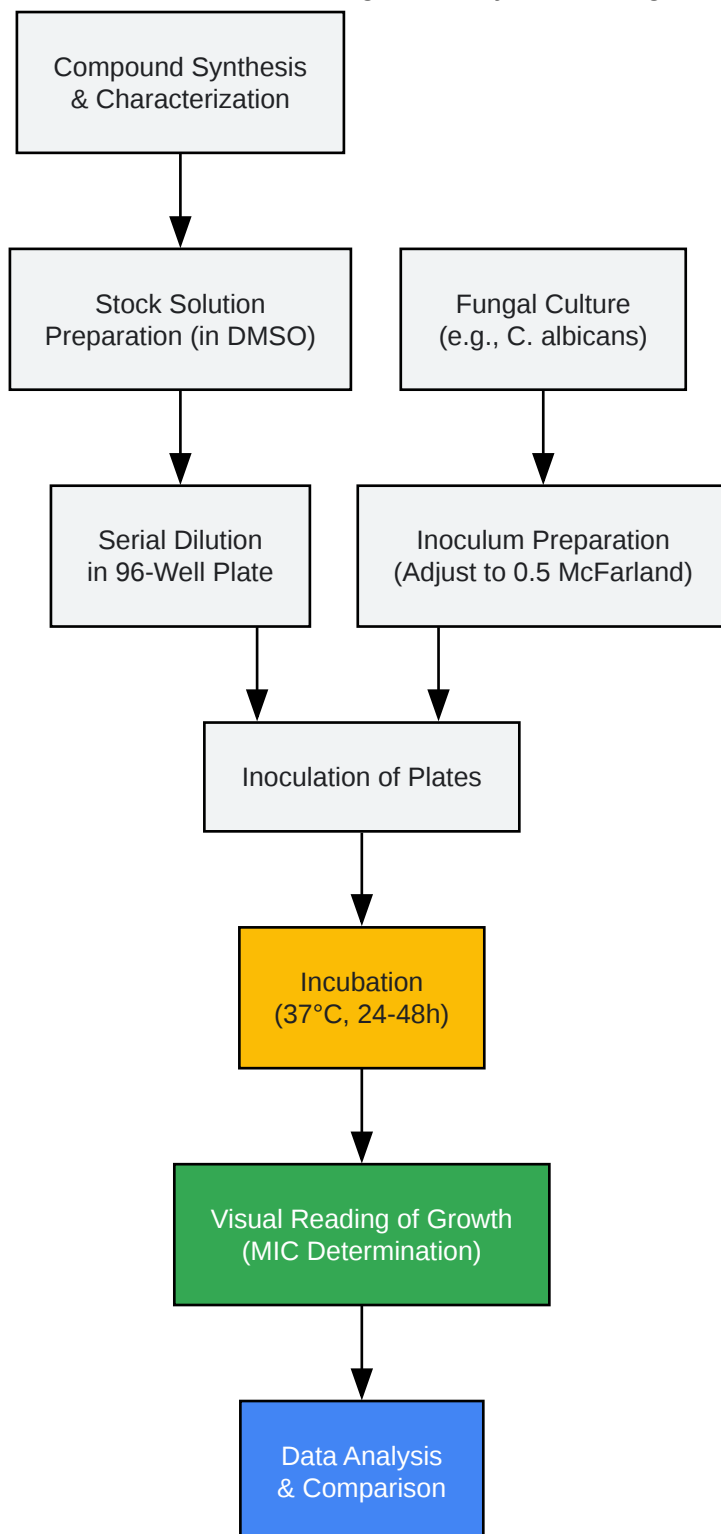 Compound Synthesis
& Characterization
Stock Solution
Preparation (in DMSO)
Fungal Culture
(e.g., C. albicans)
Serial Dilution
in 96-Well Plate
Inoculum Preparation
(Adjust to 0.5 McFarland)
Inoculation of Plates
Incubation
(37°C, 24-48h)
Visual Reading of Growth
(MIC Determination)
Data Analysis
& Comparison